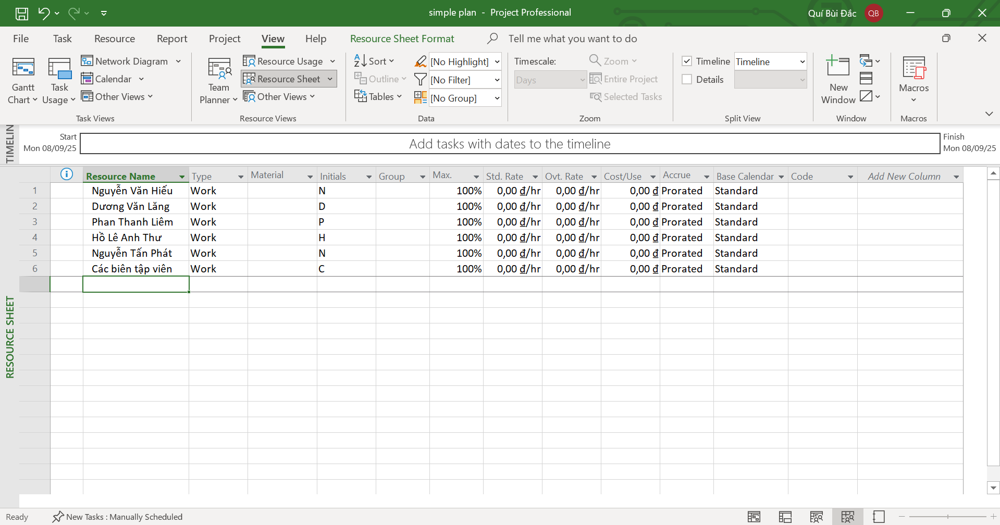 simple plan - Project Professional
Quí Bùi Đắc QB
File Task Resource Report Project View Help Resource Sheet Format Tell me what you want to do
Gantt Chart
Task Usage
Network Diagram
Calendar
Other Views
Task Views
Team Planner
Resource Usage
Resource Sheet
Other Views
Resource Views
Sort
Outline
Tables
[No Highlight]
[No Filter]
[No Group]
Data
Timescale:
Days
Zoom
Entire Project
Selected Tasks
Zoom
Timeline Timeline
Details
Split View
New Window
Window
Macros
Macros
TIMELIN
Start
Mon 08/09/25
Add tasks with dates to the timeline
Finish
Mon 08/09/25
RESOURCE SHEET
Resource Name Type Material Initials Group Max. Std. Rate Ovt. Rate Cost/Use Accrue Base Calendar Code Add New Column
1 Nguyễn Văn Hiếu Work N 100% 0,00 ₫/hr 0,00 ₫/hr 0,00 ₫ Prorated Standard
2 Dương Văn Lăng Work D 100% 0,00 ₫/hr 0,00 ₫/hr 0,00 ₫ Prorated Standard
3 Phan Thanh Liêm Work P 100% 0,00 ₫/hr 0,00 ₫/hr 0,00 ₫ Prorated Standard
4 Hồ Lê Anh Thư Work H 100% 0,00 ₫/hr 0,00 ₫/hr 0,00 ₫ Prorated Standard
5 Nguyễn Tấn Phát Work N 100% 0,00 ₫/hr 0,00 ₫/hr 0,00 ₫ Prorated Standard
6 Các biên tập viên Work C 100% 0,00 ₫/hr 0,00 ₫/hr 0,00 ₫ Prorated Standard
Ready New Tasks : Manually Scheduled